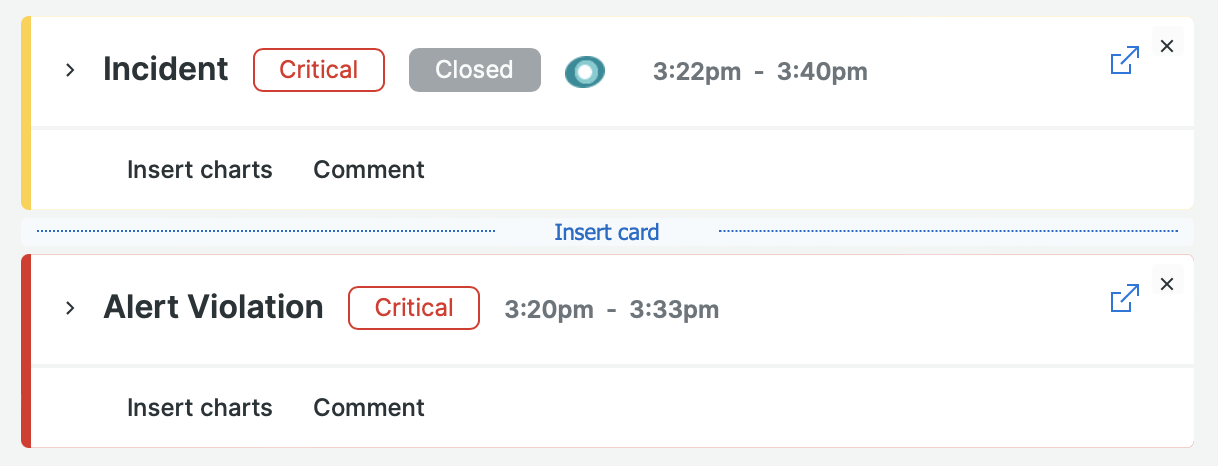 Incident Critical Closed 3:22pm - 3:40pm
Insert charts Comment
Insert card
Alert Violation Critical 3:20pm - 3:33pm
Insert charts Comment